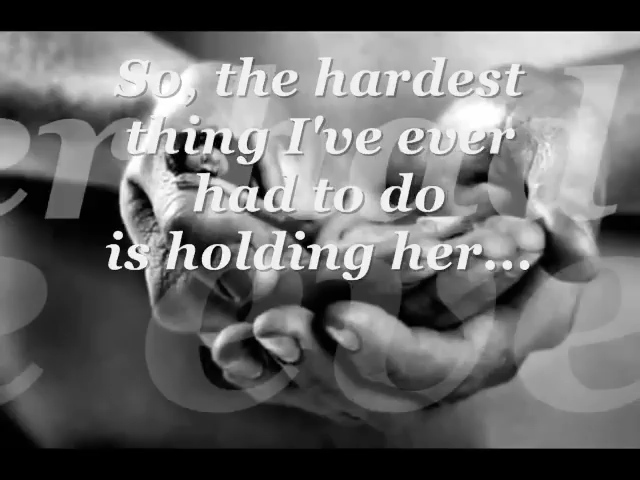 So, the hardest
thing I've ever
had to do
is holding her...